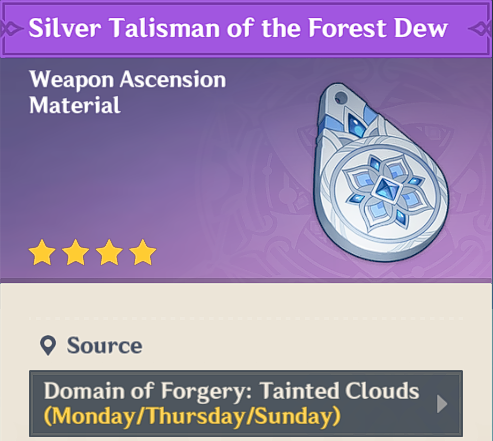 Silver Talisman of the Forest Dew
Weapon Ascension
Material
Source
Domain of Forgery: Tainted Clouds
(Monday/Thursday/Sunday)